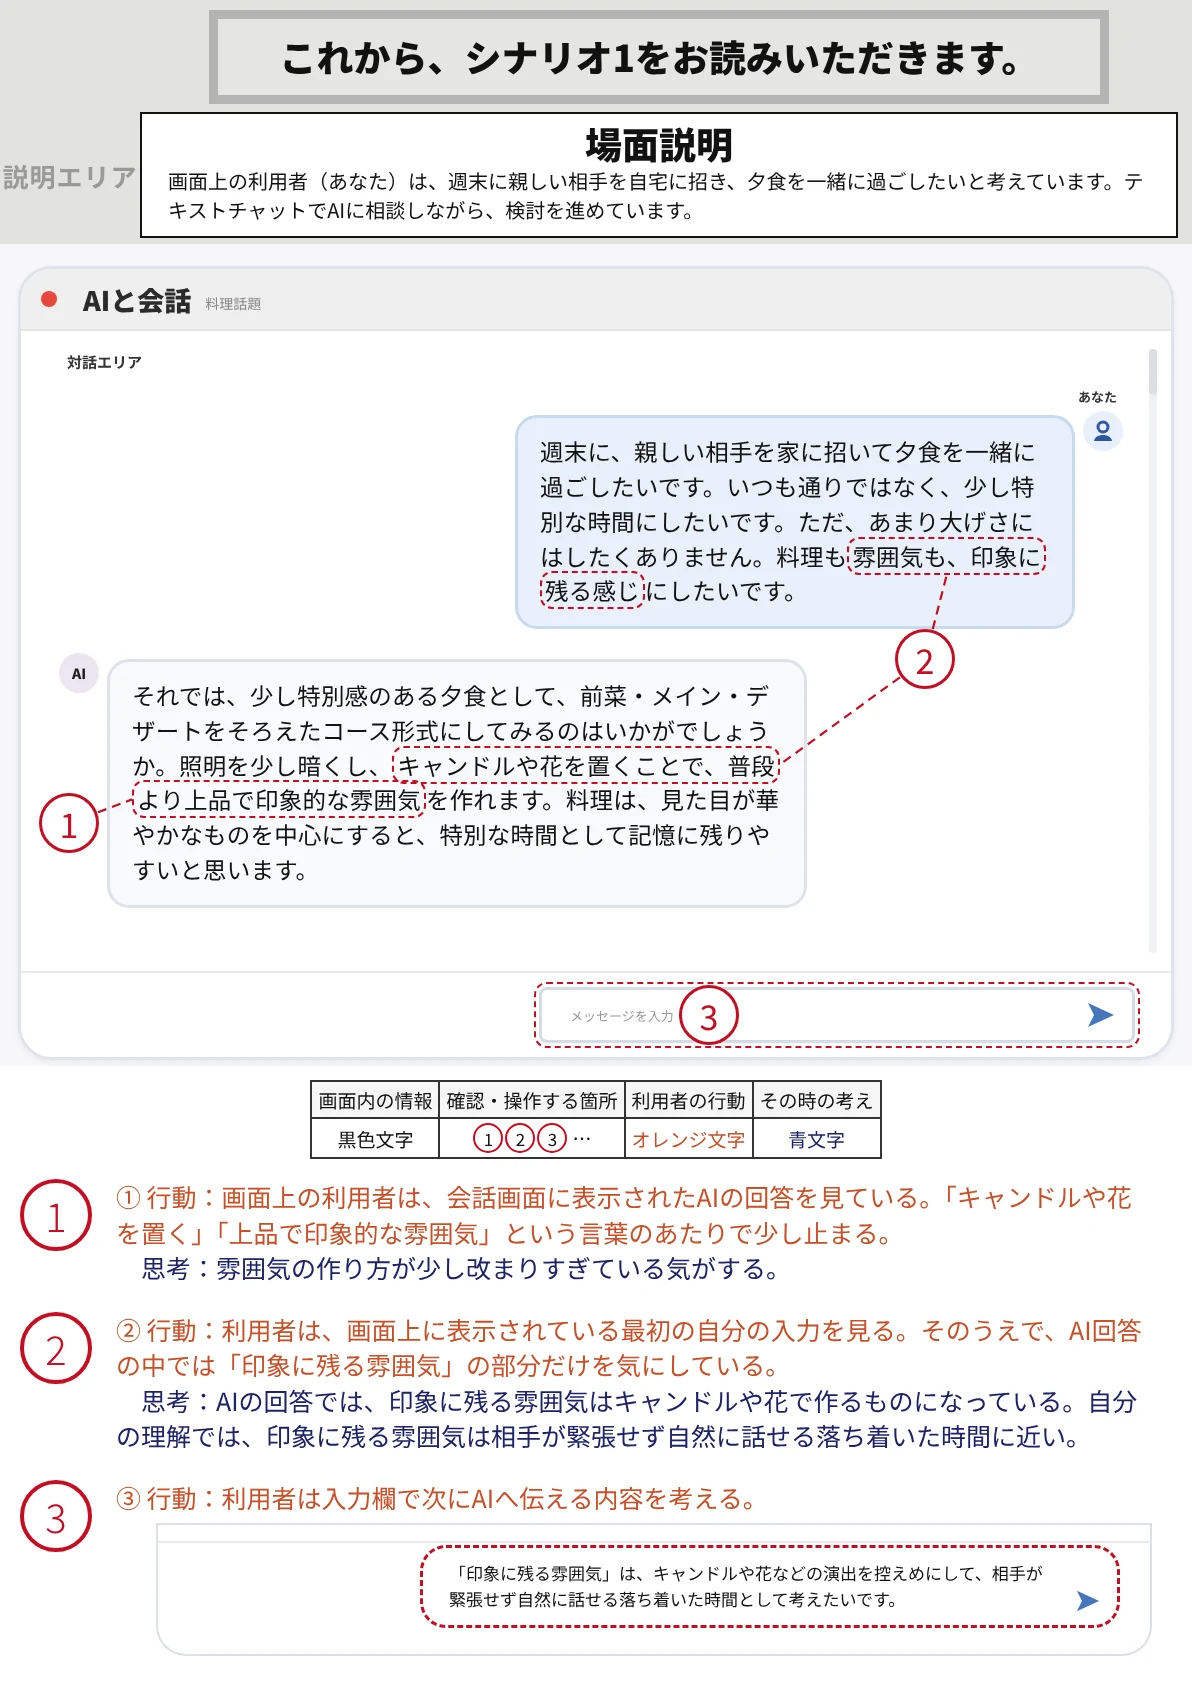 これから、シナリオ1をお読みいただきます。
説明エリア
場面説明
画面上の利用者（あなた）は、週末に親しい相手を自宅に招き、夕食を一緒に過ごしたいと考えています。テ
キストチャットでAIに相談しながら、検討を進めています。
AIと会話 料理話題
対話エリア
あなた
週末に、親しい相手を家に招いて夕食を一緒に
過ごしたいです。いつも通りではなく、少し特
別な時間にしたいです。ただ、あまり大げさに
はしたくありません。料理も雰囲気も、印象に
残る感じにしたいです。
2
AI
それでは、少し特別感のある夕食として、前菜・メイン・デ
ザートをそろえたコース形式にしてみるのはいかがでしょう
か。照明を少し暗くし、キャンドルや花を置くことで、普段
より上品で印象的な雰囲気を作れます。料理は、見た目が華
やかなものを中心にすると、特別な時間として記憶に残りや
すいと思います。
1
メッセージを入力
3
画面内の情報 確認・操作する箇所 利用者の行動 その時の考え
黒色文字 1 2 3 … オレンジ文字 青文字
1
① 行動：画面上の利用者は、会話画面に表示されたAIの回答を見ている。「キャンドルや花
を置く」「上品で印象的な雰囲気」という言葉のあたりで少し止まる。
思考：雰囲気の作り方が少し改まりすぎている気がする。
2
② 行動：利用者は、画面上に表示されている最初の自分の入力を見る。そのうえで、AI回答
の中では「印象に残る雰囲気」の部分だけを気にしている。
思考：AIの回答では、印象に残る雰囲気はキャンドルや花で作るものになっている。自分
の理解では、印象に残る雰囲気は相手が緊張せず自然に話せる落ち着いた時間に近い。
3
③ 行動：利用者は入力欄で次にAIへ伝える内容を考える。
「印象に残る雰囲気」は、キャンドルや花などの演出を控えめにして、相手が
緊張せず自然に話せる落ち着いた時間として考えたいです。